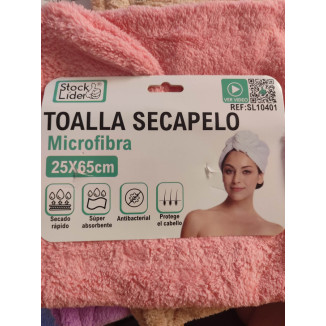 Stock
Lider
VER VIDEO
REF:SL10401
TOALLA SECAPELO
Microfibra
25X65cm
Secado
rápido
Súper
absorbente
Antibacterial
Protege
el cabello